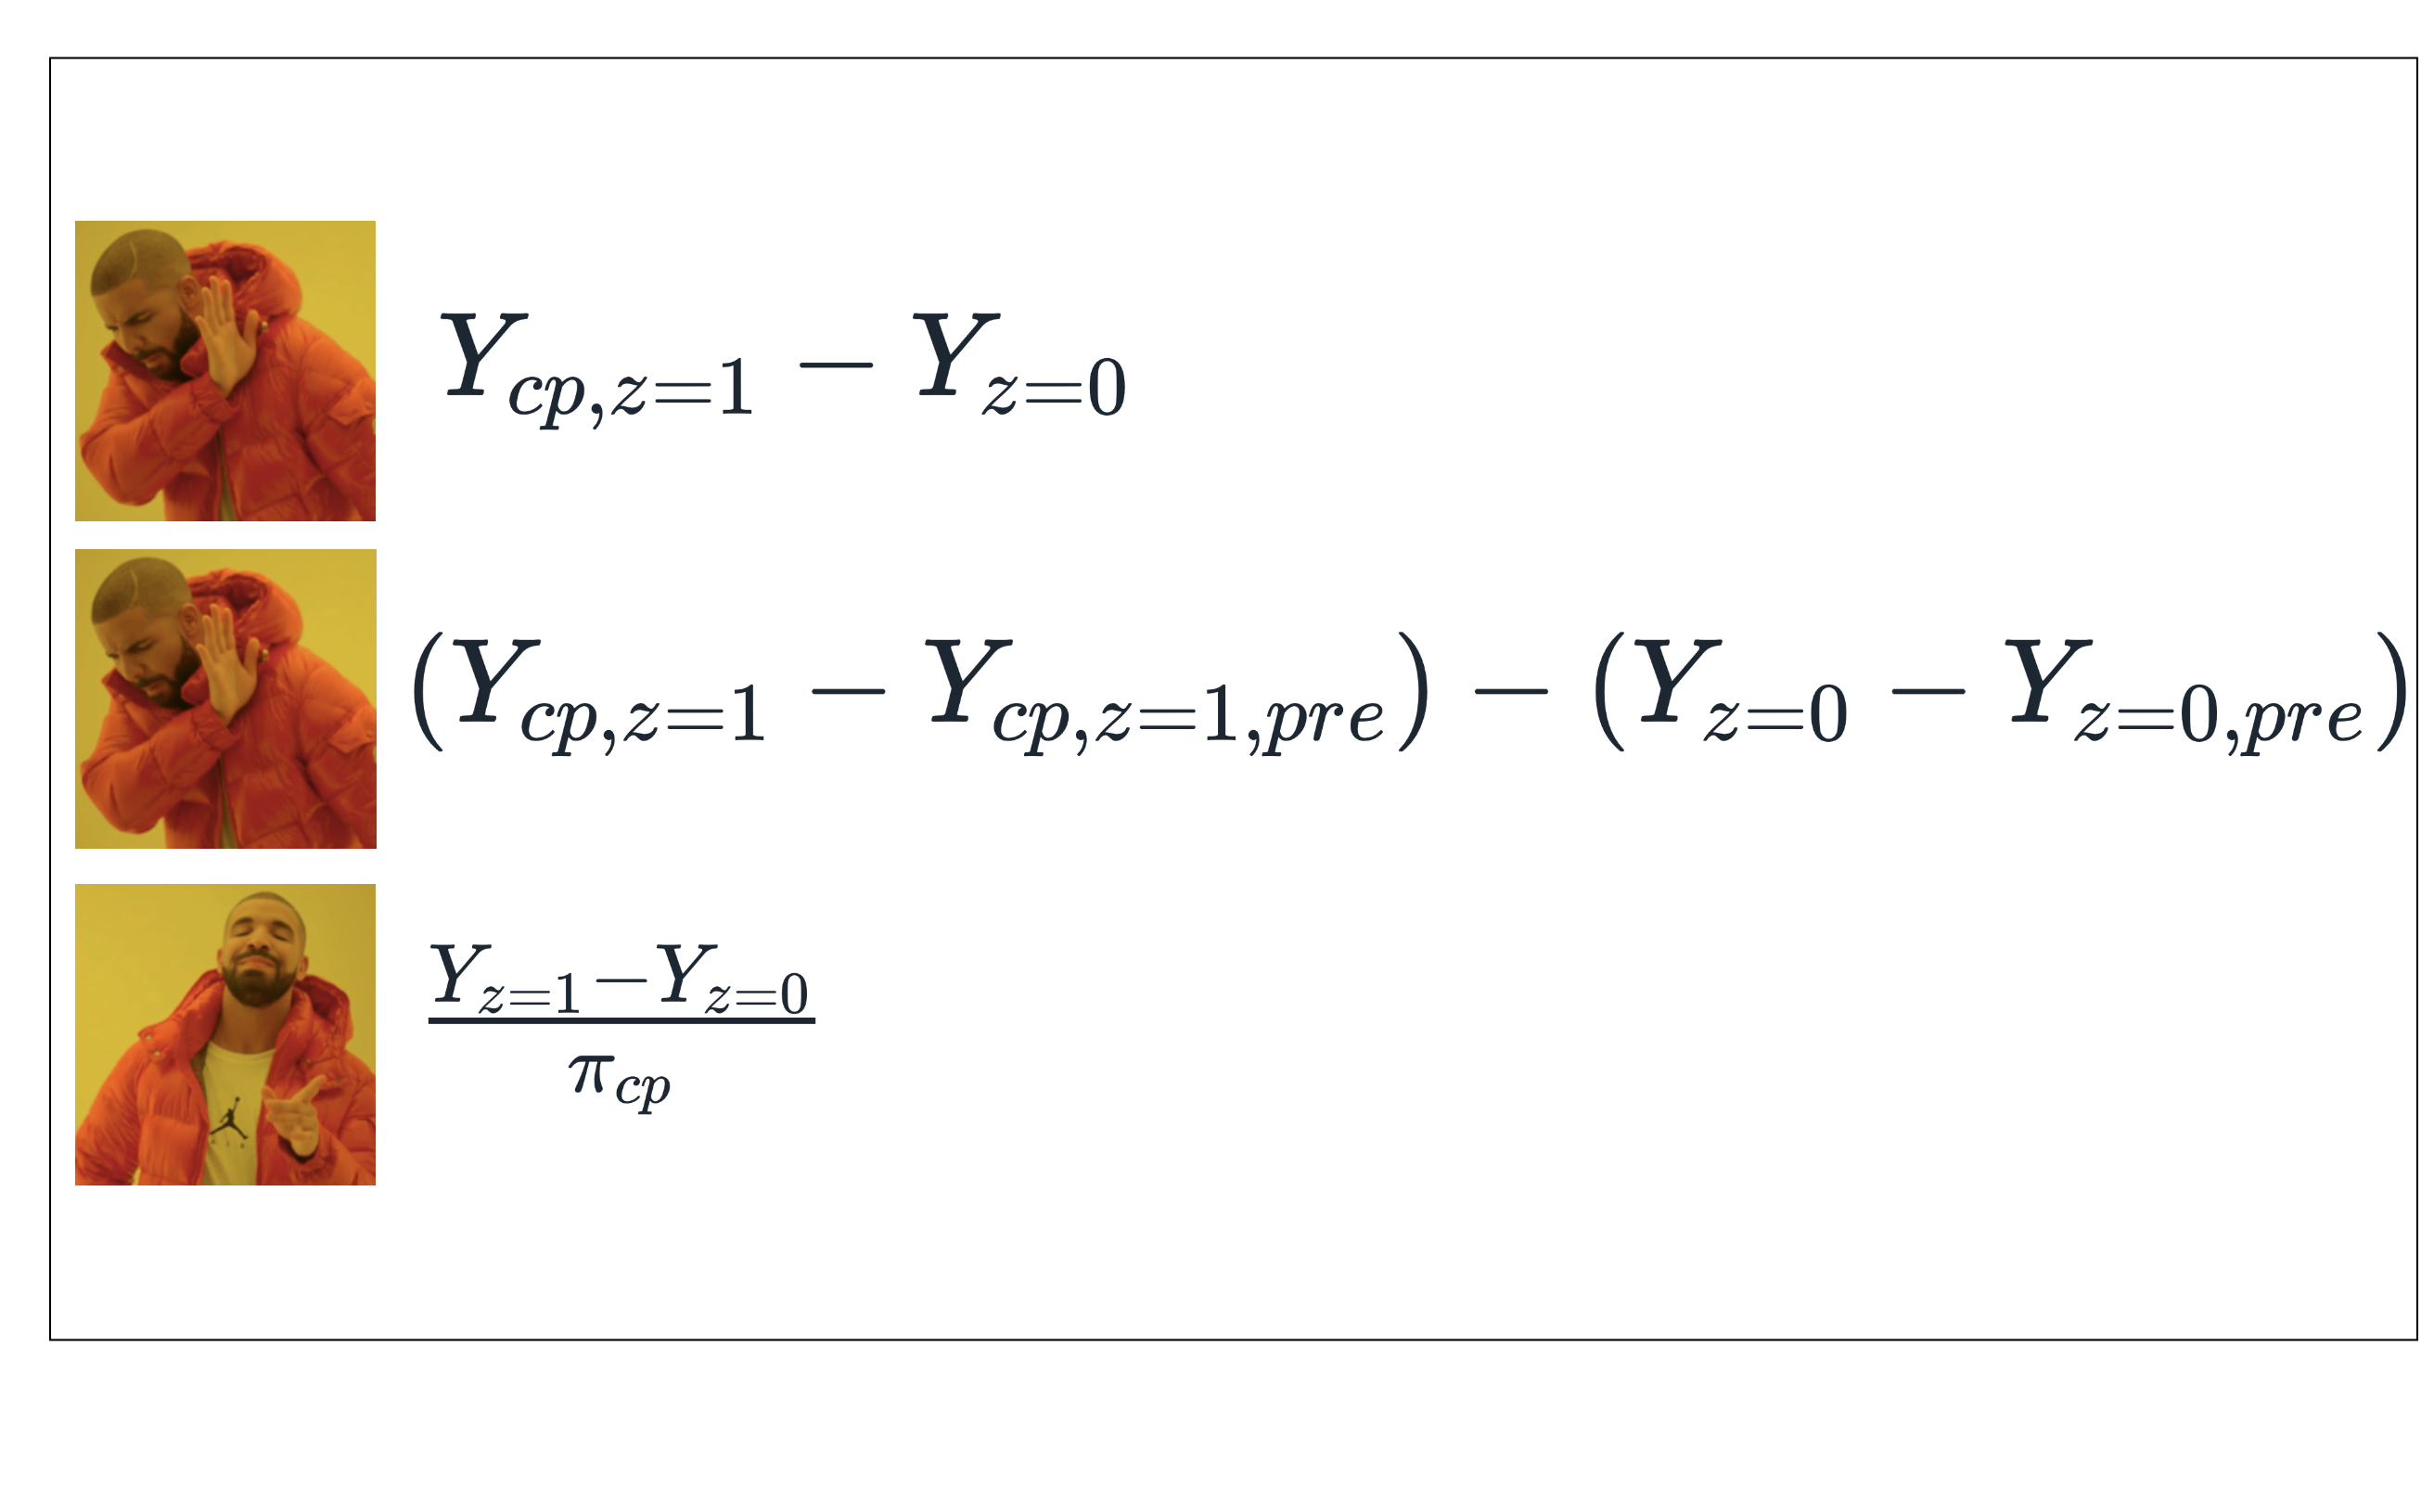 Y_{cp,z=1} − Y_{z=0}
(Y_{cp,z=1} − Y_{cp,z=1,pre}) − (Y_{z=0} − Y_{z=0,pre})
Y_{z=1}−Y_{z=0}
π_{cp}